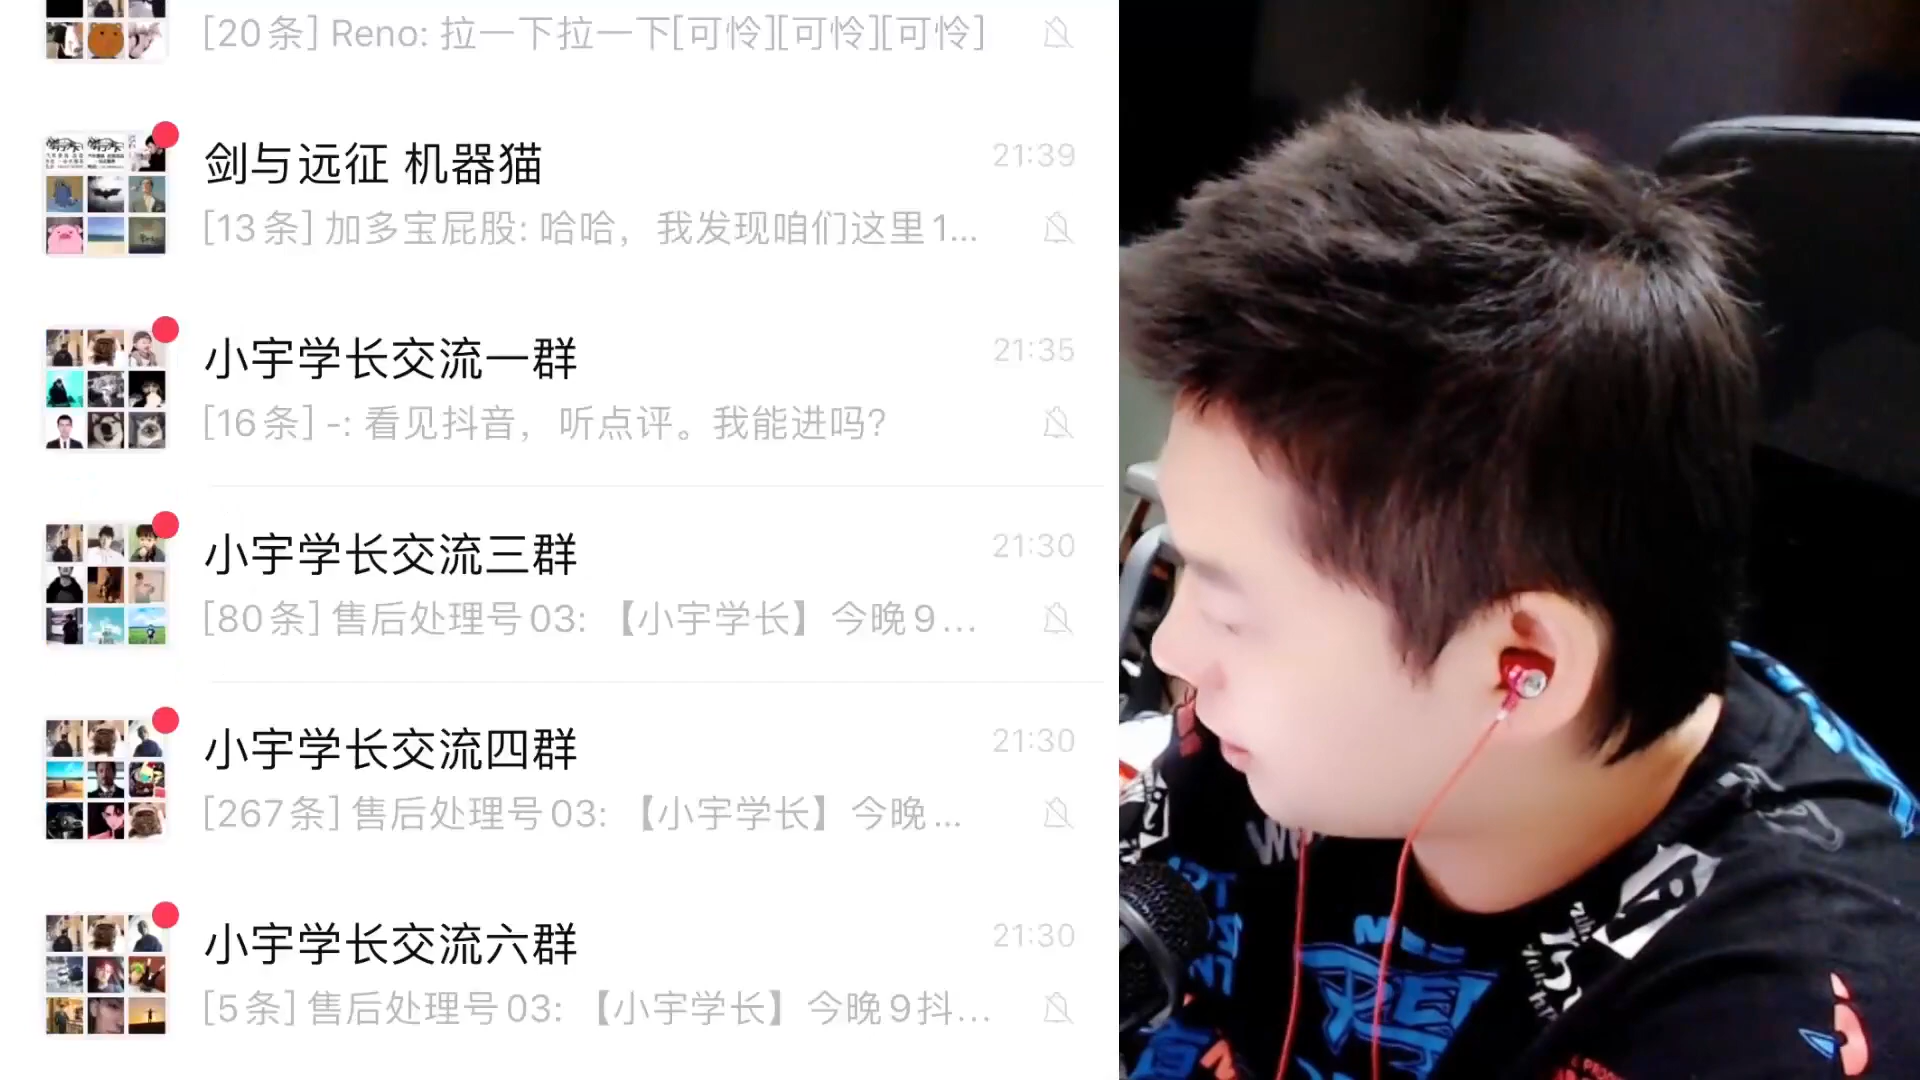 [20条] Reno: 拉一下拉一下[可怜][可怜][可怜]
剑与远征 机器猫
21:39
[13条] 加多宝屁股: 哈哈，我发现咱们这里1...
小宇学长交流一群
21:35
[16条] -: 看见抖音，听点评。我能进吗?
小宇学长交流三群
21:30
[80条] 售后处理号03: 【小宇学长】今晚9...
小宇学长交流四群
21:30
[267条] 售后处理号03: 【小宇学长】今晚...
小宇学长交流六群
21:30
[5条] 售后处理号03: 【小宇学长】今晚9抖...